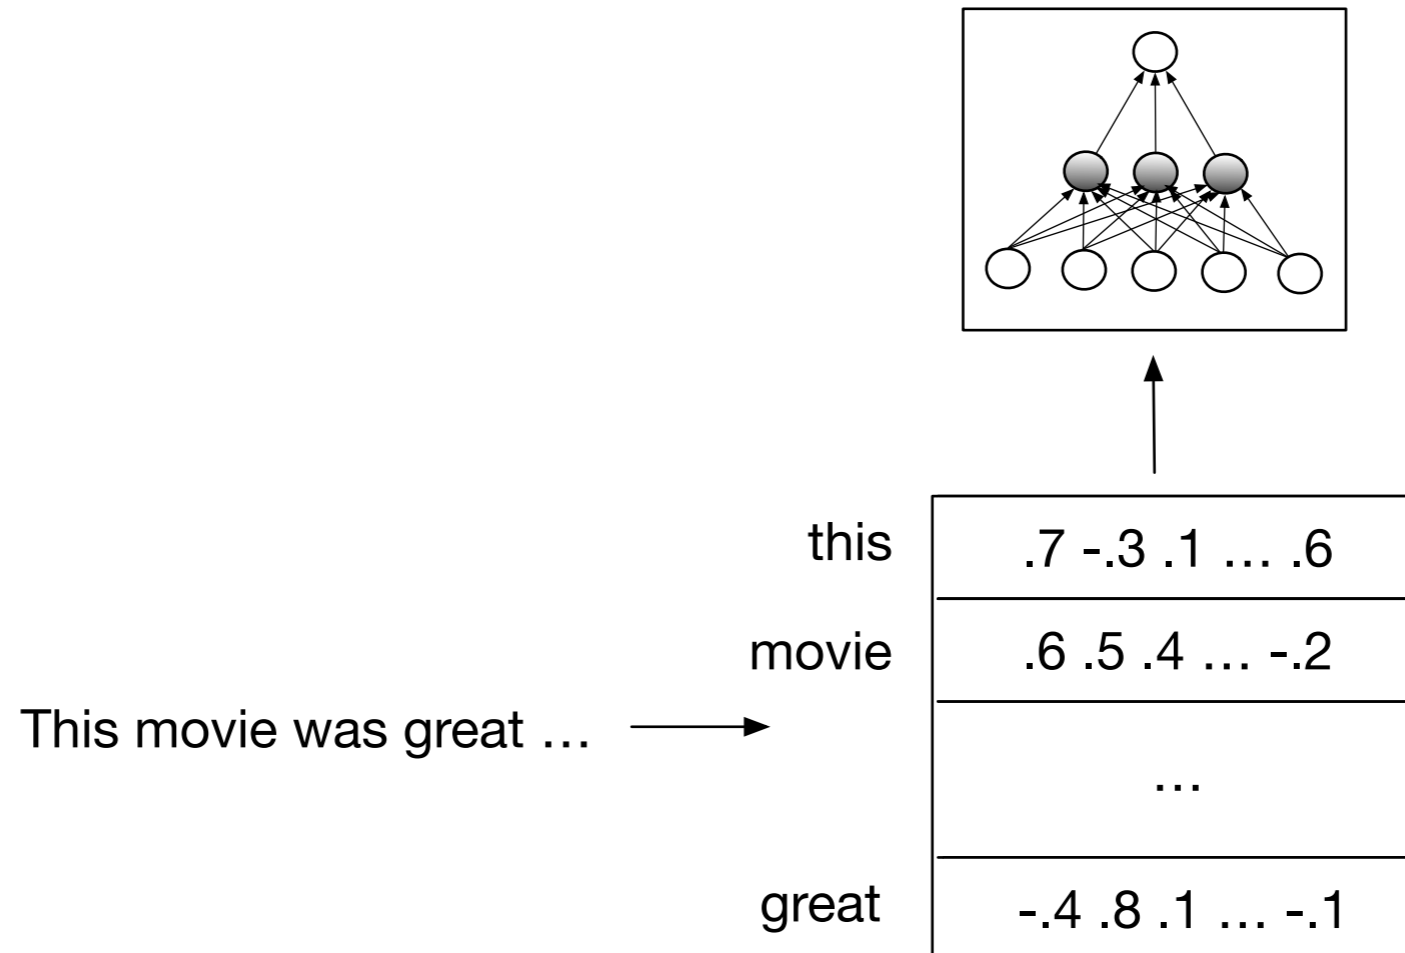 this .7 -.3 .1 ... .6
movie .6 .5 .4 ... -.2
This movie was great ...
...
great -.4 .8 .1 ... -.1